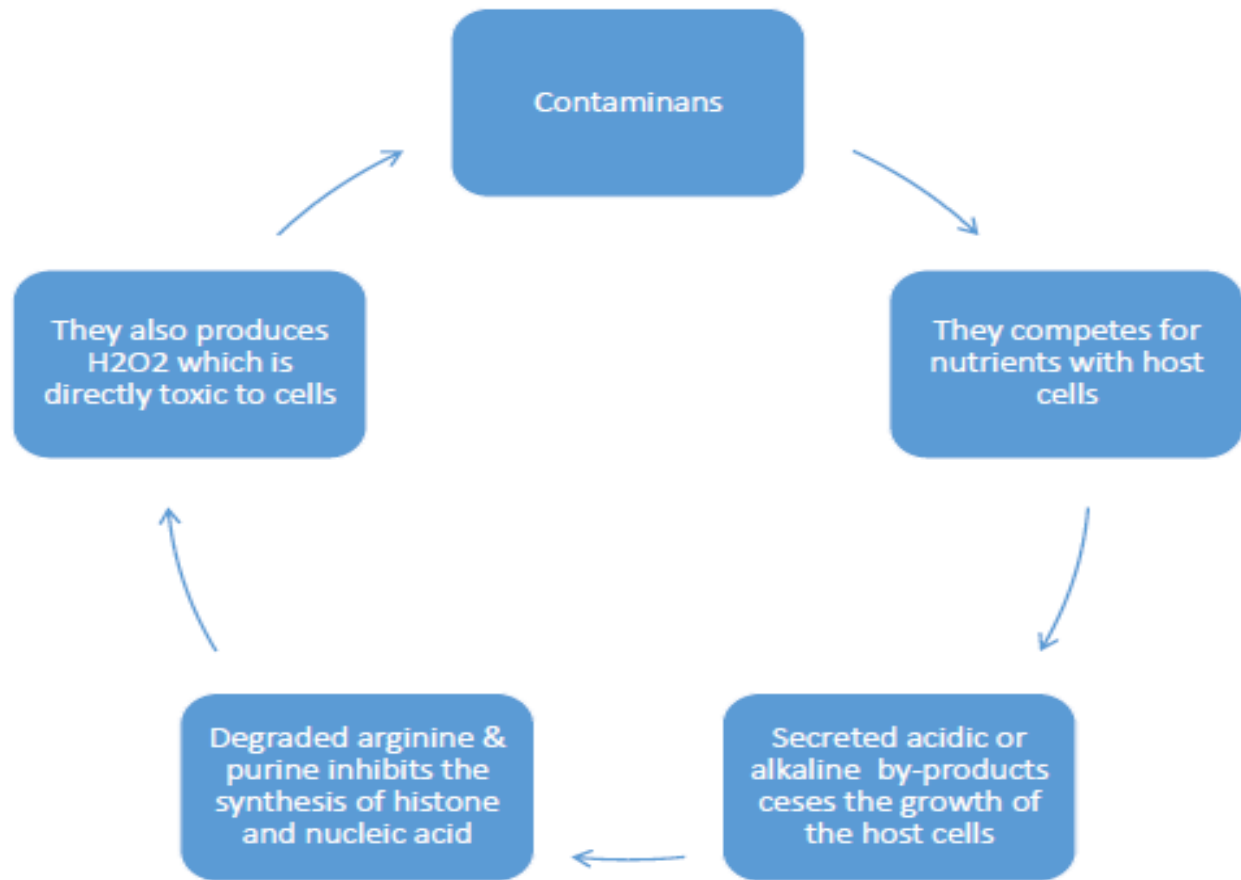 Contaminans
They competes for
nutrients with host
cells
Secreted acidic or
alkaline by-products
ceses the growth of
the host cells
Degraded arginine &
purine inhibits the
synthesis of histone
and nucleic acid
They also produces
H2O2 which is
directly toxic to cells